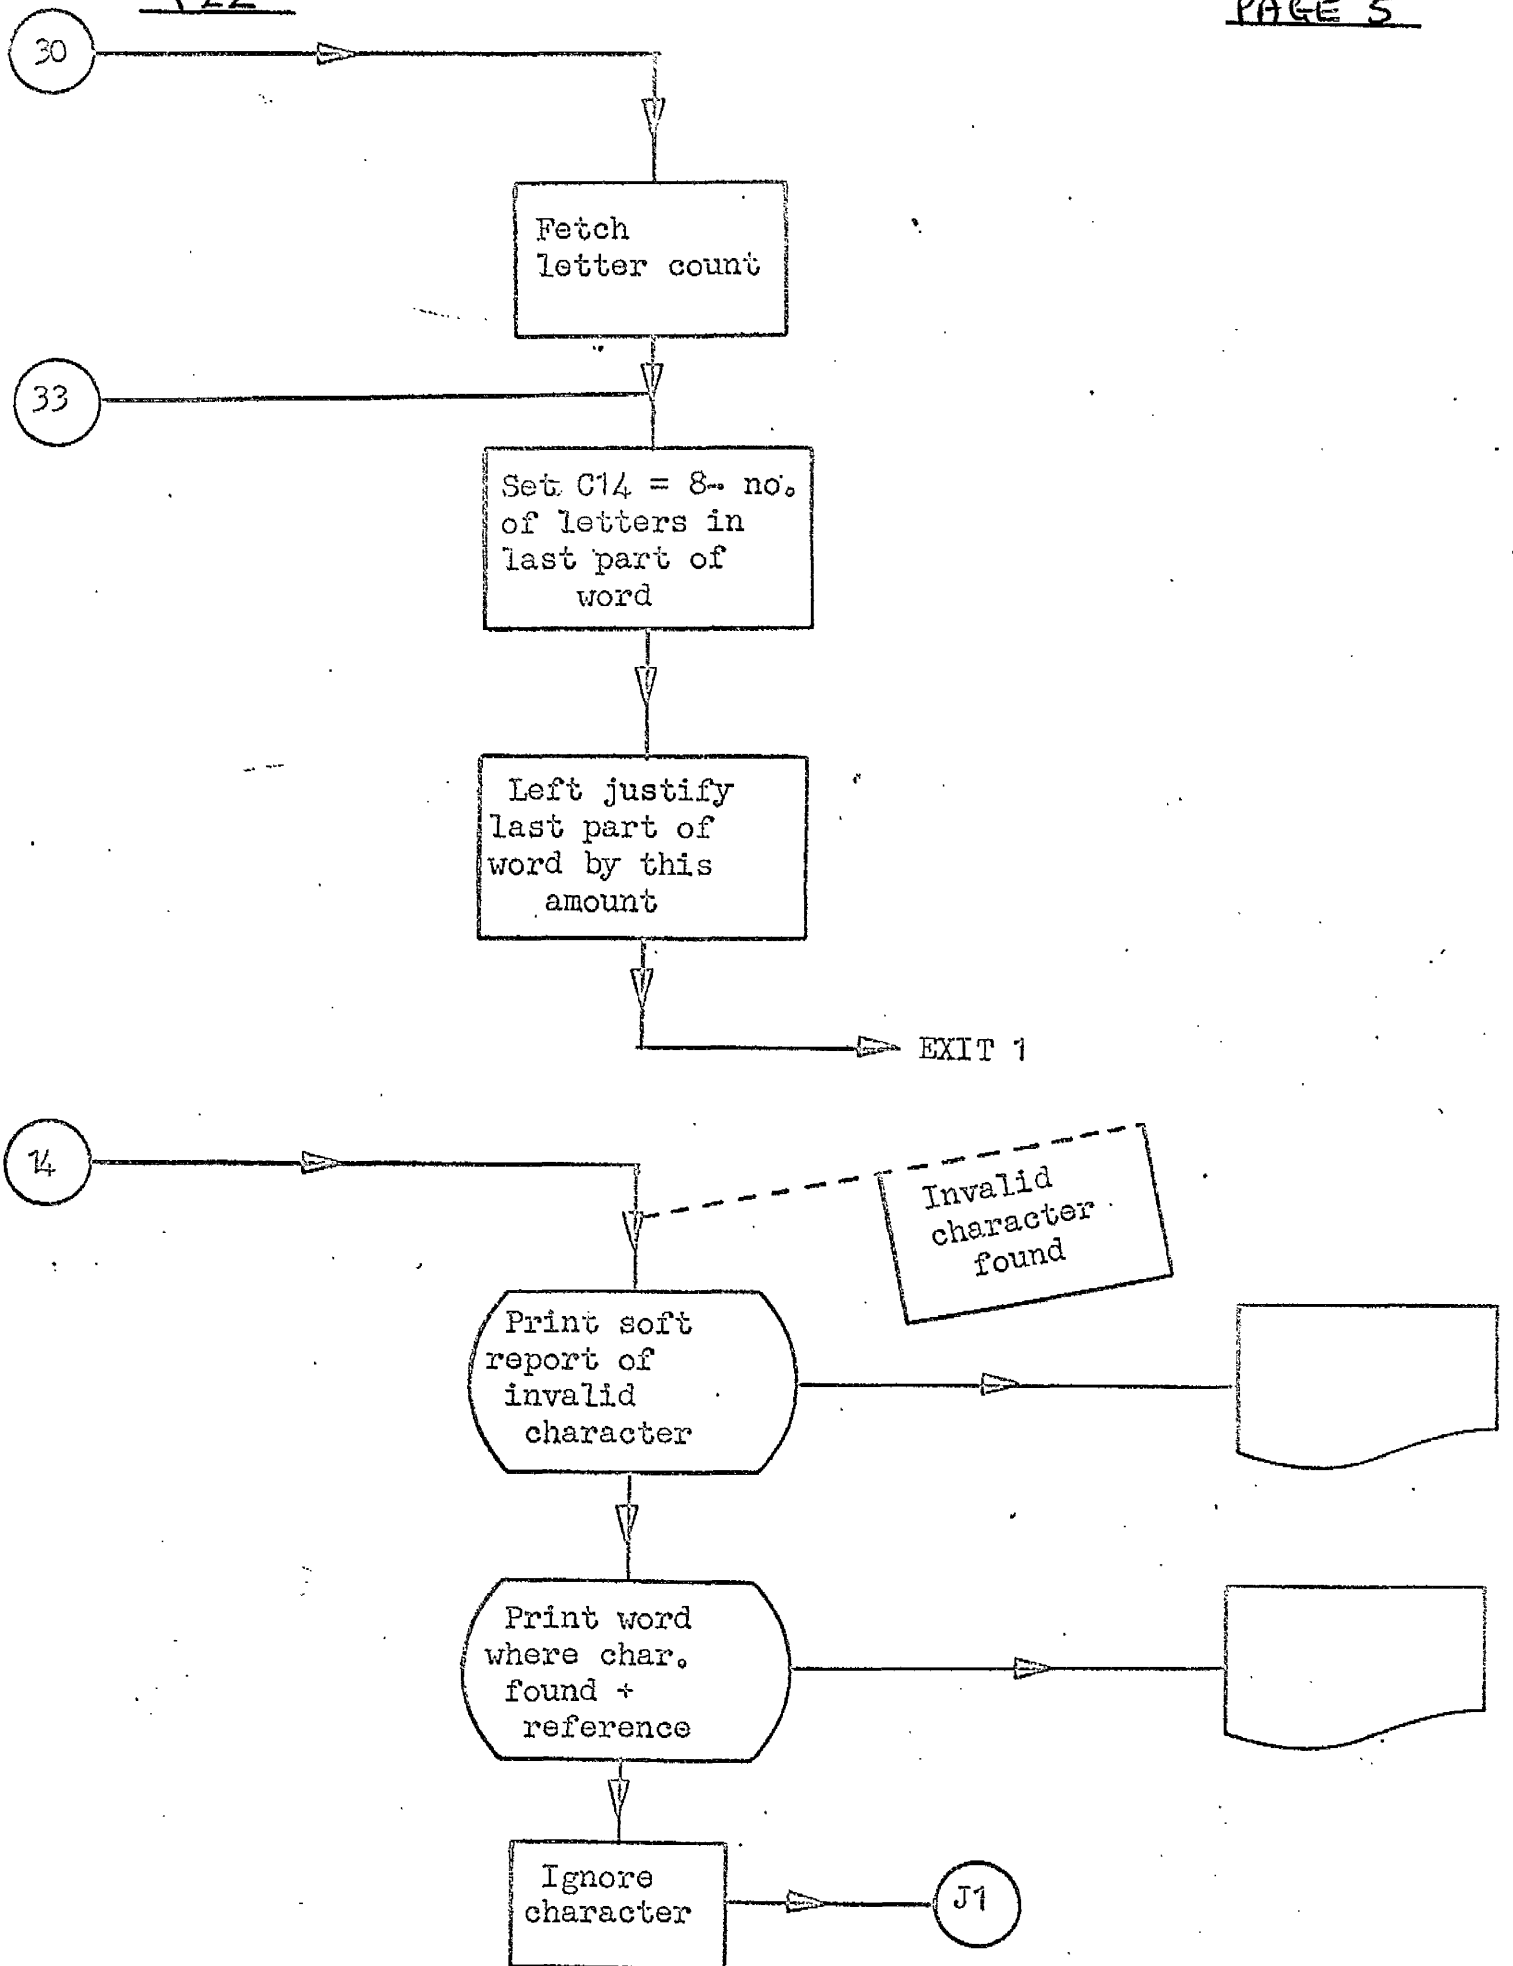 PAGE 5
30
Fetch
letter count
33
Set C14 = 8- no.
of letters in
last part of
word
Left justify
last part of
word by this
amount
EXIT 1
14
Invalid
character
found
Print soft
report of
invalid
character
Print word
where char.
found +
reference
Ignore
character
J1